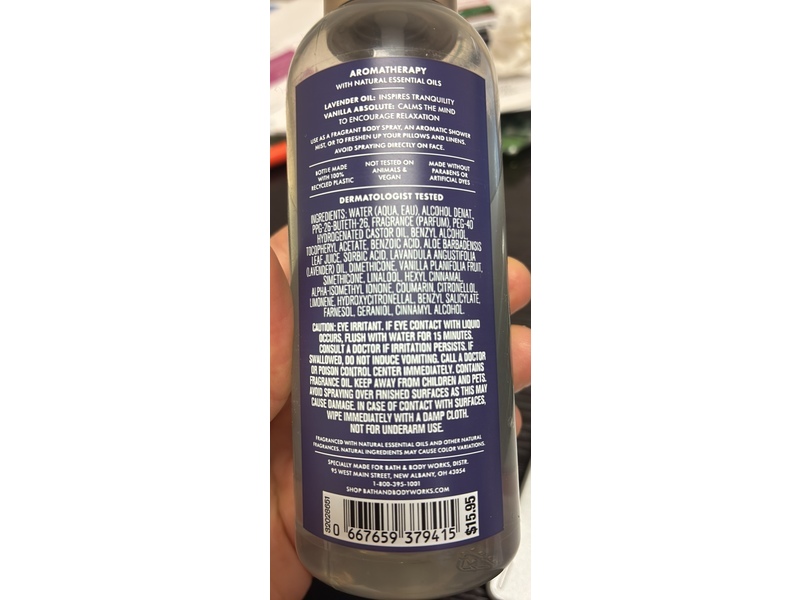 AROMATHERAPY
WITH NATURAL ESSENTIAL OILS
LAVENDER OIL: INSPIRES TRANQUILITY
VANILLA ABSOLUTE: CALMS THE MIND
TO ENCOURAGE RELAXATION
USE AS A FRAGRANT BODY SPRAY, AN AROMATIC SHOWER
MIST, OR TO FRESHEN UP YOUR PILLOWS AND LINENS.
AVOID SPRAYING DIRECTLY ON FACE.
BOTTLE MADE
WITH 100%
RECYCLED PLASTIC
NOT TESTED ON
ANIMALS &
VEGAN
MADE WITHOUT
PARABENS OR
ARTIFICIAL DYES
DERMATOLOGIST TESTED
INGREDIENTS: WATER (AQUA, EAU), ALCOHOL DENAT.,
PPG-26-BUTETH-26, FRAGRANCE (PARFUM), PEG-40
HYDROGENATED CASTOR OIL, BENZYL ALCOHOL,
TOCOPHERYL ACETATE, BENZOIC ACID, ALOE BARBADENSIS
LEAF JUICE, SORBIC ACID, LAVANDULA ANGUSTIFOLIA
(LAVENDER) OIL, DIMETHICONE, VANILLA PLANIFOLIA FRUIT,
SIMETHICONE, LINALOOL, HEXYL CINNAMAL,
ALPHA-ISOMETHYL IONONE, COUMARIN, CITRONELLOL,
LIMONENE, HYDROXYCITRONELLAL, BENZYL SALICYLATE,
FARNESOL, GERANIOL, CINNAMYL ALCOHOL.
CAUTION: EYE IRRITANT. IF EYE CONTACT WITH LIQUID
OCCURS, FLUSH WITH WATER FOR 15 MINUTES.
CONSULT A DOCTOR IF IRRITATION PERSISTS. IF
SWALLOWED, DO NOT INDUCE VOMITING. CALL A DOCTOR
OR POISON CONTROL CENTER IMMEDIATELY. CONTAINS
FRAGRANCE OIL. KEEP AWAY FROM CHILDREN AND PETS.
AVOID SPRAYING OVER FINISHED SURFACES AS THIS MAY
CAUSE DAMAGE. IN CASE OF CONTACT WITH SURFACES,
WIPE IMMEDIATELY WITH A DAMP CLOTH.
NOT FOR UNDERARM USE.
FRAGRANCED WITH NATURAL ESSENTIAL OILS AND OTHER NATURAL
FRAGRANCES. NATURAL INGREDIENTS MAY CAUSE COLOR VARIATIONS.
SPECIALLY MADE FOR BATH & BODY WORKS, DISTR.
95 WEST MAIN STREET, NEW ALBANY, OH 43054
1-800-395-1001
SHOP BATHANDBODYWORKS.COM
0 667659 379415
$15.95